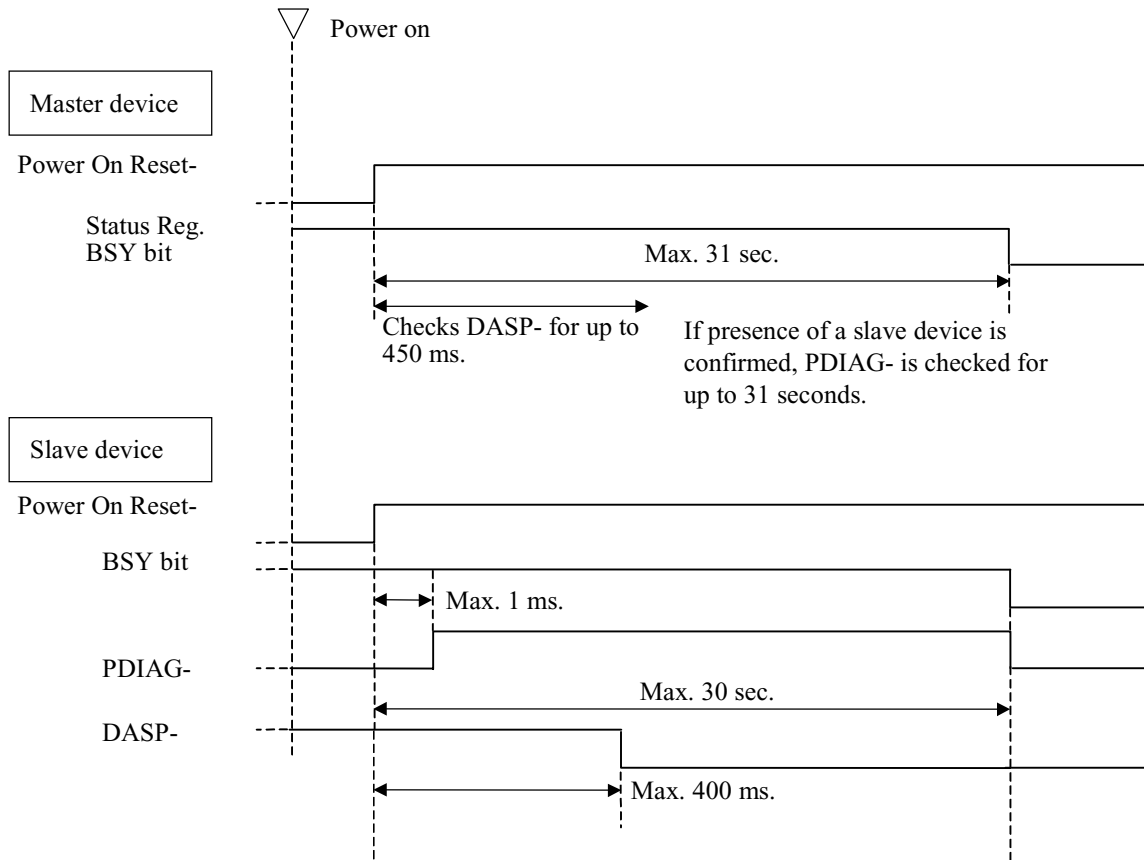 Power on
Master device
Power On Reset-
Status Reg.
BSY bit
Max. 31 sec.
Checks DASP- for up to
450 ms.
If presence of a slave device is
confirmed, PDIAG- is checked for
up to 31 seconds.
Slave device
Power On Reset-
BSY bit
Max. 1 ms.
PDIAG-
Max. 30 sec.
DASP-
Max. 400 ms.